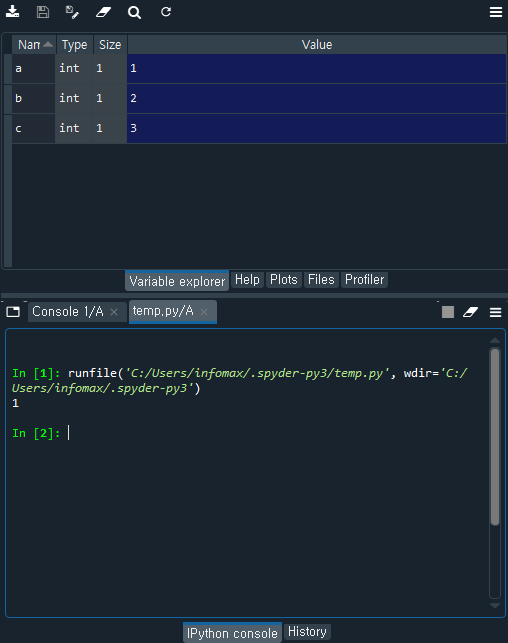 Nan Type Size Value
a int 1 1
b int 1 2
c int 1 3
Variable explorer Help Plots Files Profiler
Console 1/A temp.py/A
In [1]: runfile('C:/Users/infomax/.spyder-py3/temp.py', wdir='C:/
Users/infomax/.spyder-py3')
1
In [2]:
IPython console History